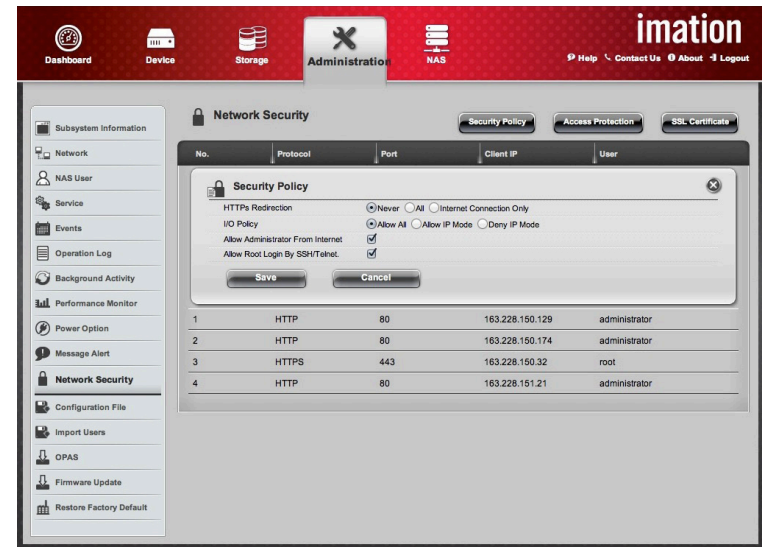 imation
Dashboard Device Storage Administration NAS Help Contact Us About Logout
Network Security Security Policy Access Protection SSL Certificate
Subsystem Information
Network
NAS User
Service
Events
Operation Log
Background Activity
Performance Monitor
Power Option
Message Alert
Network Security
Configuration File
Import Users
OPAS
Firmware Update
Restore Factory Default
No. Protocol Port Client IP User
Security Policy
HTTPs Redirection Never All Internet Connection Only
I/O Policy Allow All Allow IP Mode Deny IP Mode
Allow Administrator From Internet
Allow Root Login By SSH/Telnet.
Save Cancel
1 HTTP 80 163.228.150.129 administrator
2 HTTP 80 163.228.150.174 administrator
3 HTTPS 443 163.228.150.32 root
4 HTTP 80 163.228.151.21 administrator